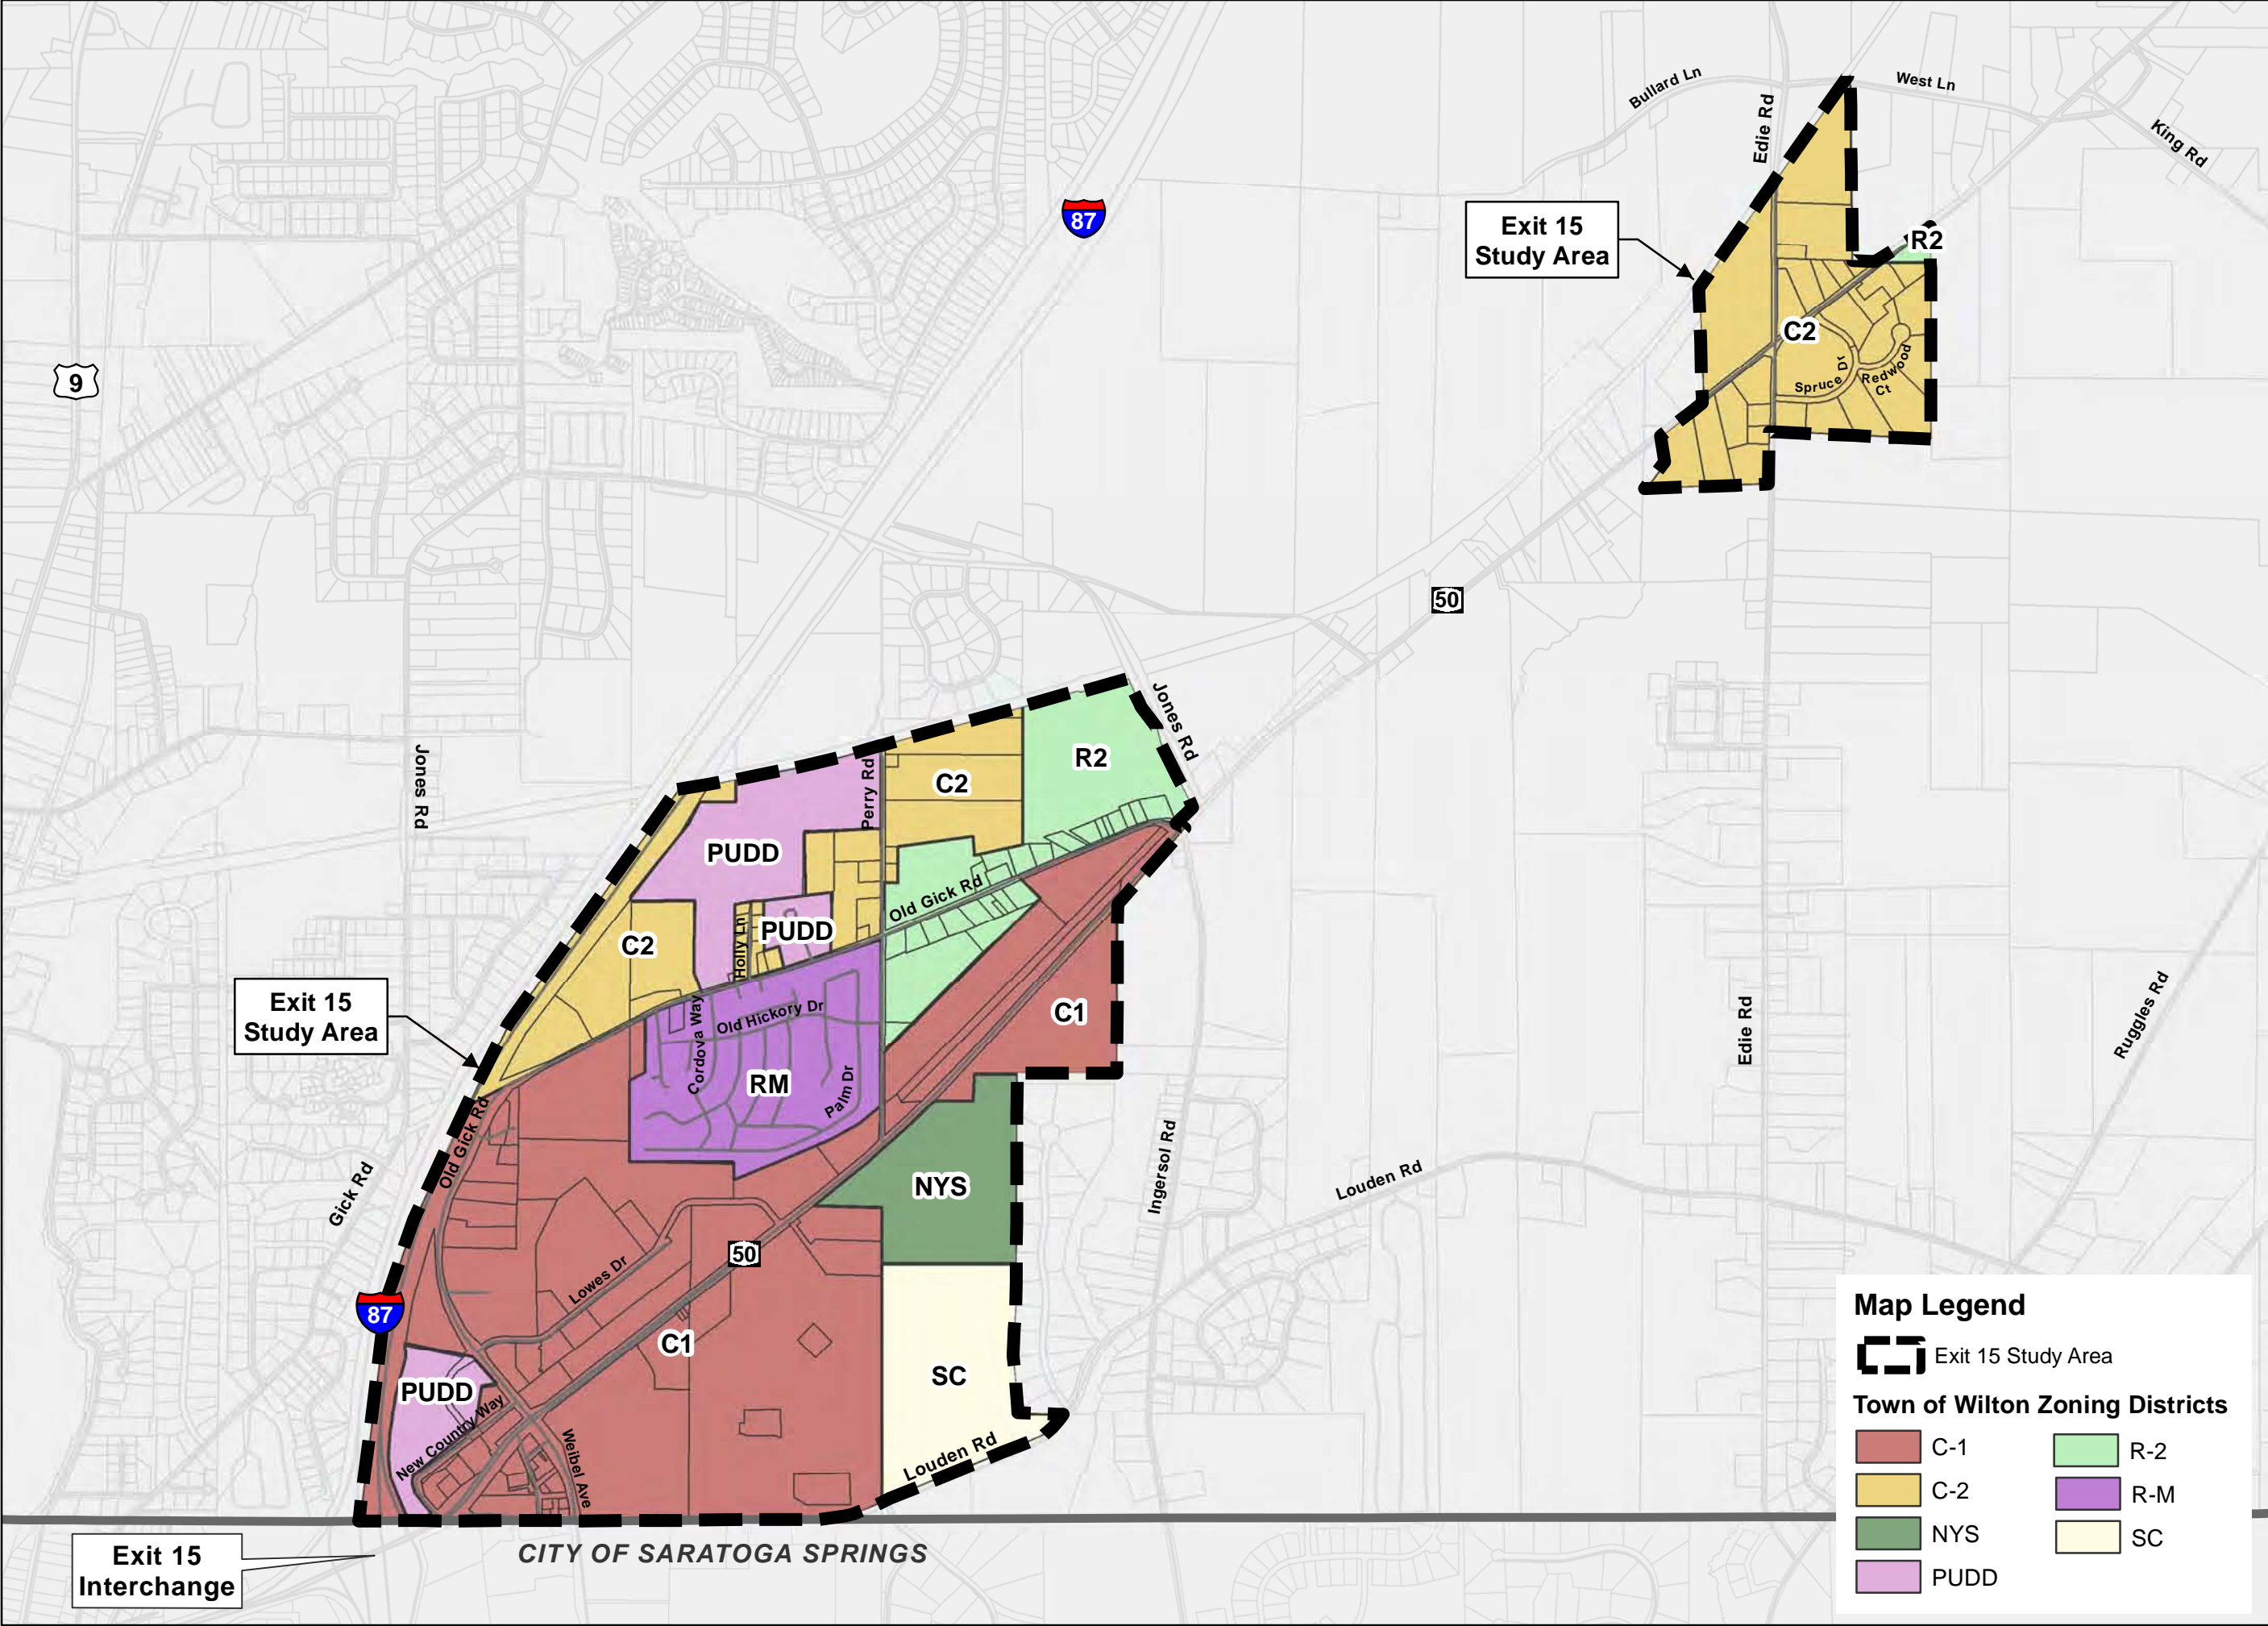 Bullard Ln
West Ln
Edie Rd
King Rd
87
Exit 15
Study Area
R2
C2
9
Spruce Dr
Redwood
Ct
50
Jones Rd
Jones Rd
R2
C2
Perry Rd
PUDD
Old Gick Rd
PUDD
Holly Ln
C2
Exit 15
Study Area
Cordova Way
Old Hickory Dr
C1
RM
Palm Dr
Edie Rd
Ruggles Rd
Old Gick Rd
Gick Rd
NYS
Ingersol Rd
Louden Rd
50
Lowes Dr
87
C1
SC
PUDD
New Country Way
Weibel Ave
Louden Rd
Exit 15
Interchange
CITY OF SARATOGA SPRINGS
Map Legend
Exit 15 Study Area
Town of Wilton Zoning Districts
C-1
C-2
NYS
PUDD
R-2
R-M
SC